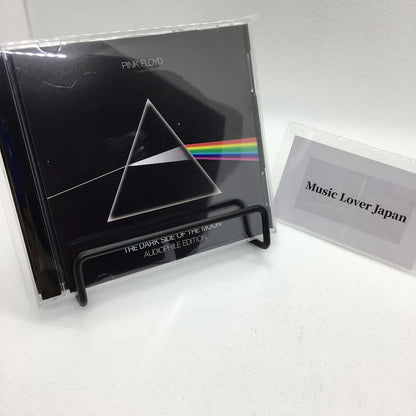 PINK FLOYD
THE DARK SIDE OF THE MOON
AUDIOPHILE EDITION
Music Lover Japan